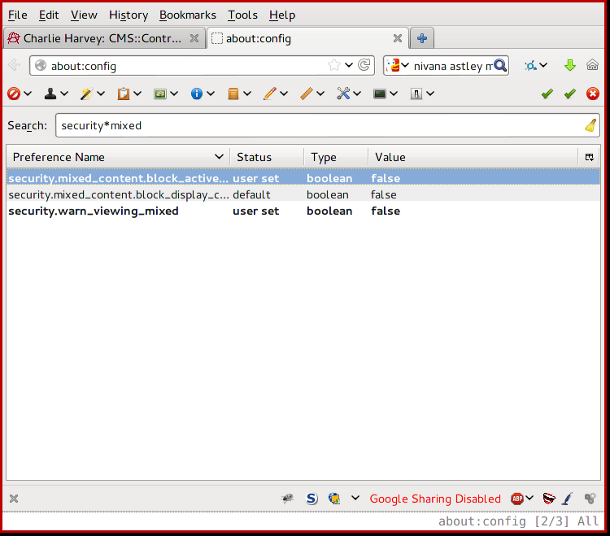 File Edit View History Bookmarks Tools Help
Charlie Harvey: CMS::Contr... about:config
about:config nivana astley m
Search: security*mixed
Preference Name Status Type Value
security.mixed_content.block_active... user set boolean false
security.mixed_content.block_display_c... default boolean false
security.warn_viewing_mixed user set boolean false
Google Sharing Disabled ABP
about:config [2/3] All